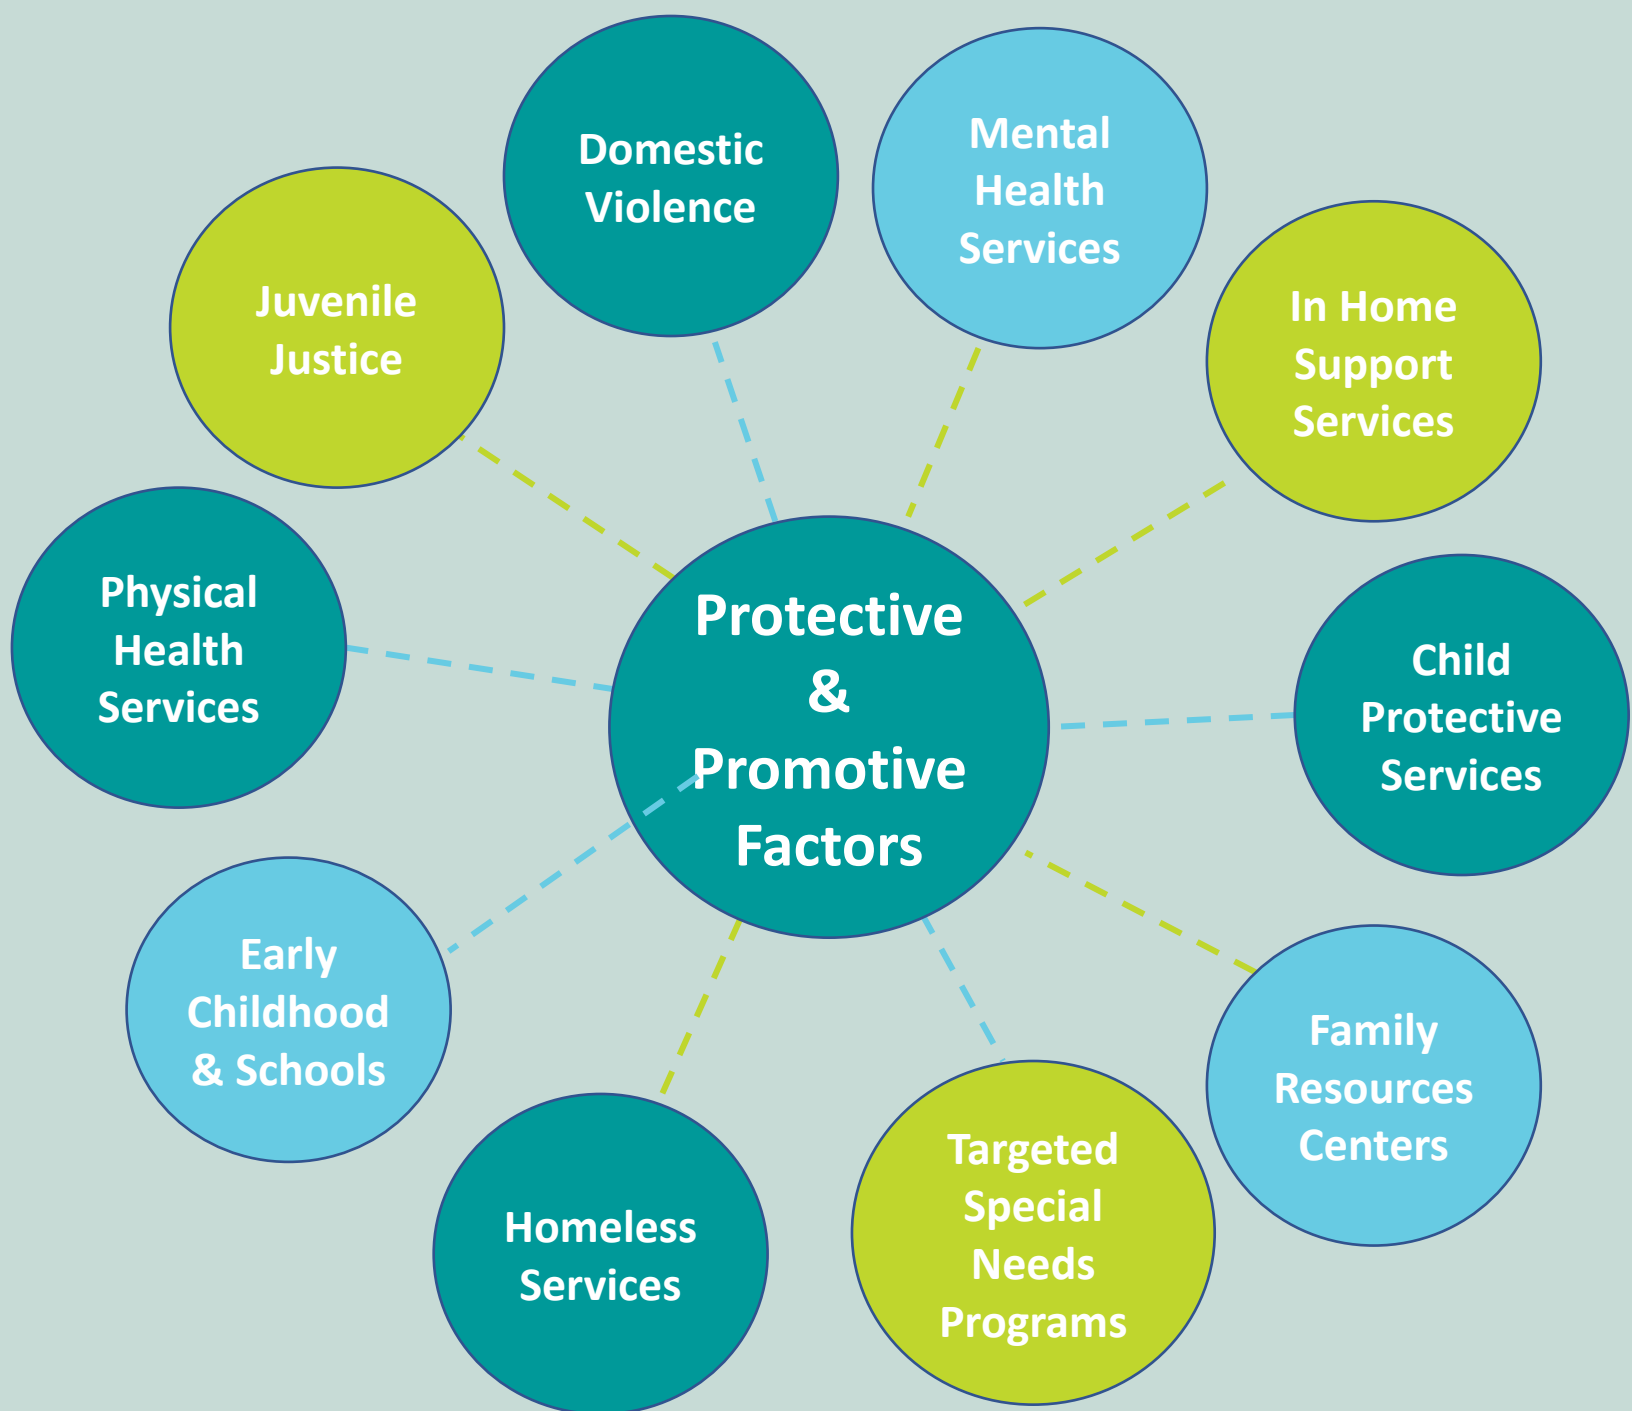 Domestic
Violence
Mental
Health
Services
In Home
Support
Services
Child
Protective
Services
Family
Resources
Centers
Targeted
Special
Needs
Programs
Homeless
Services
Early
Childhood
& Schools
Physical
Health
Services
Juvenile
Justice
Protective
&
Promotive
Factors